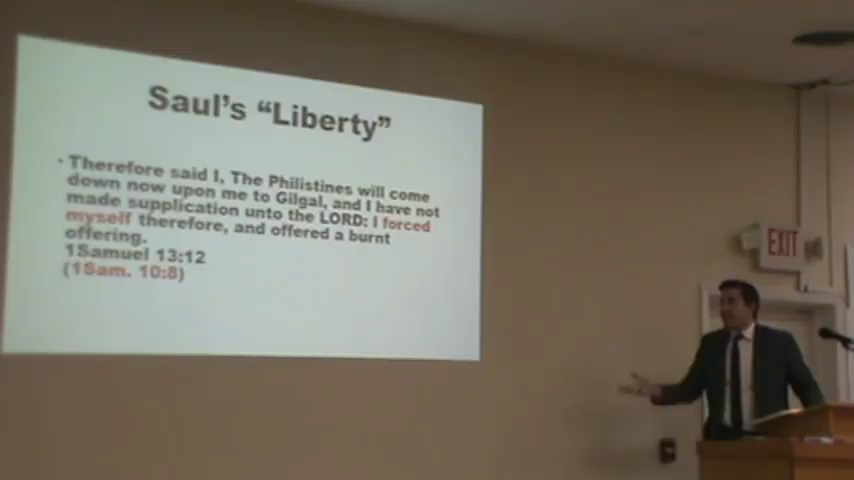 Saul's “Liberty”
• Therefore said I, The Philistines will come
down now upon me to Gilgal, and I have not
made supplication unto the LORD: I forced
myself therefore, and offered a burnt
offering.
1Samuel 13:12
(1Sam. 10:8)
EXIT